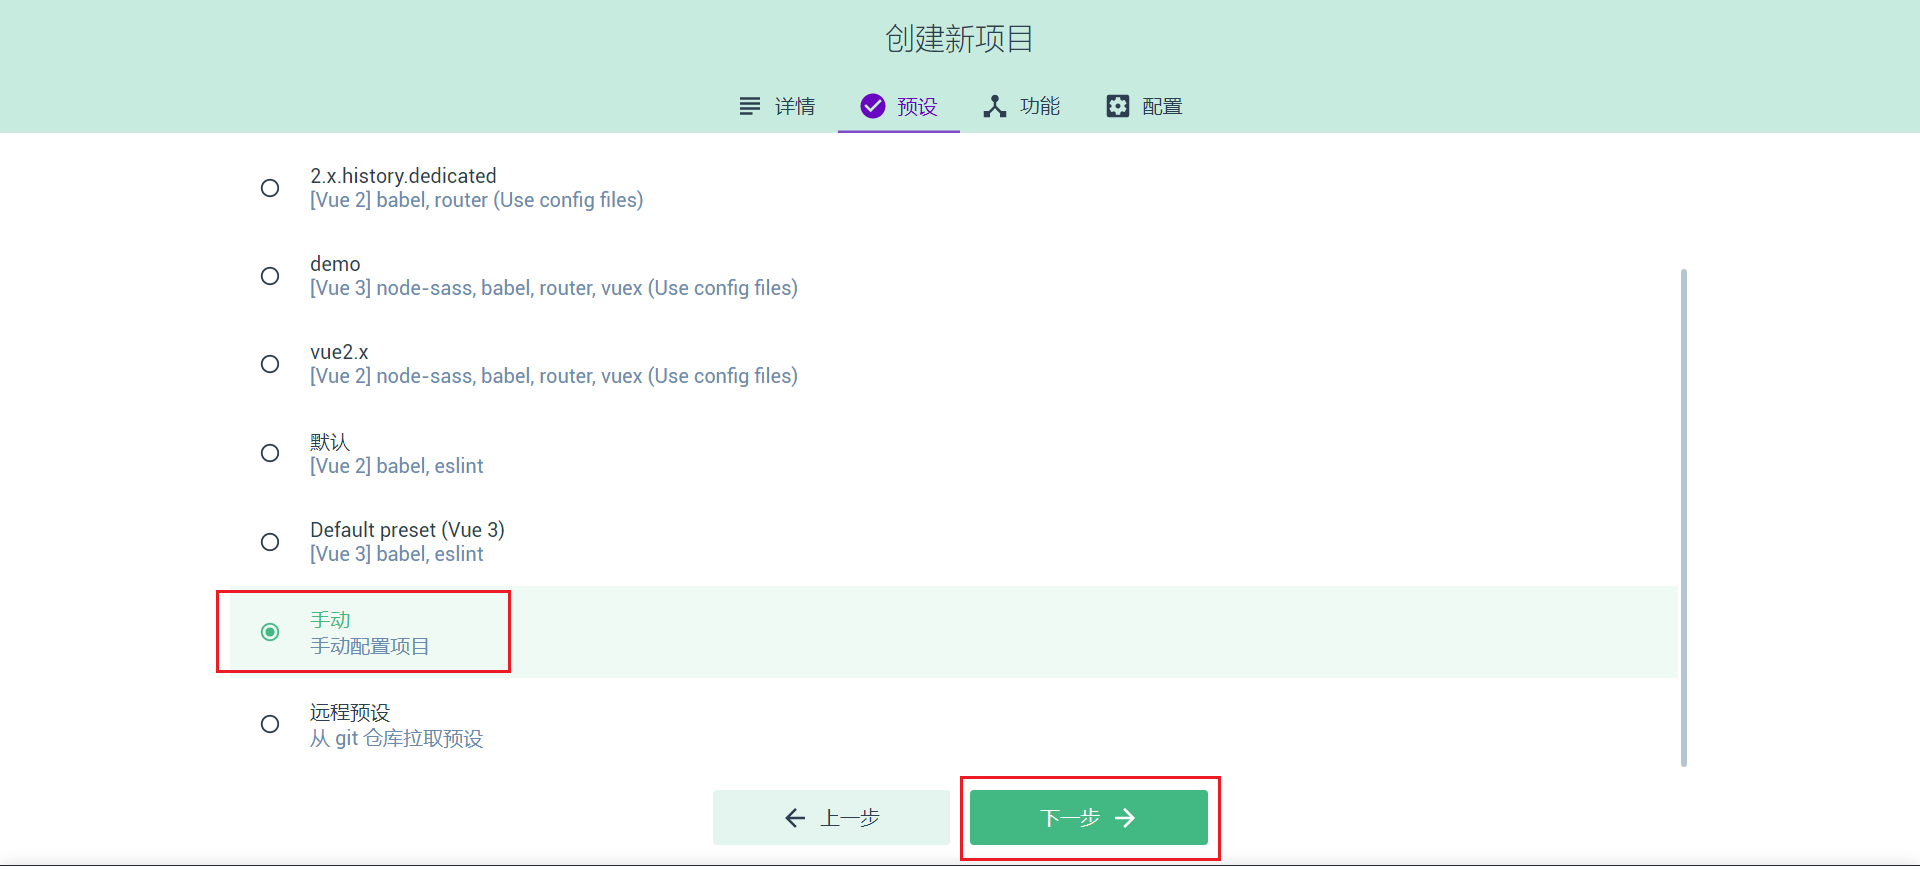 创建新项目
详情 预设 功能 配置
2.x.history.dedicated
[Vue 2] babel, router (Use config files)
demo
[Vue 3] node-sass, babel, router, vuex (Use config files)
vue2.x
[Vue 2] node-sass, babel, router, vuex (Use config files)
默认
[Vue 2] babel, eslint
Default preset (Vue 3)
[Vue 3] babel, eslint
手动
手动配置项目
远程预设
从 git 仓库拉取预设
上一步 下一步